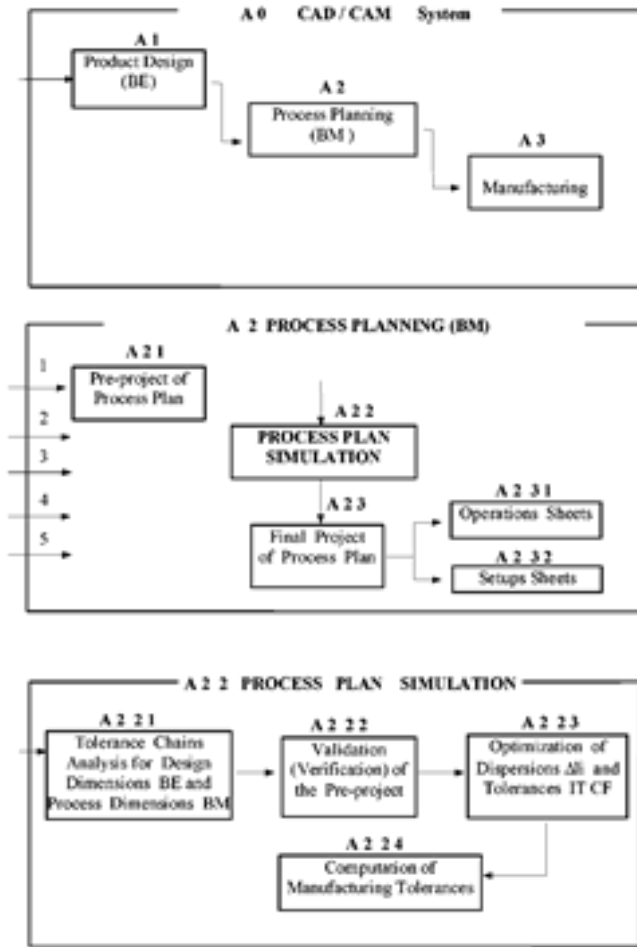 A 0 CAD / CAM System
A 1
Product Design
(BE)
A 2
Process Planning
(BM )
A 3
Manufacturing
A 2 PROCESS PLANNING (BM)
A 2 1
1
Pre-project of
Process Plan
2
3
4
5
A 2 2
PROCESS PLAN
SIMULATION
A 2 3
Final Project
of Process Plan
A 2 3 1
Operations Sheets
A 2 3 2
Setups Sheets
A 2 2 PROCESS PLAN SIMULATION
A 2 2 1
Tolerance Chains
Analysis for Design
Dimensions BE and
Process Dimensions BM
A 2 2 2
Validation
(Verification) of
the Pre-project
A 2 2 3
Optimization of
Dispersions Δli and
Tolerances IT CF
A 2 2 4
Computation of
Manufacturing Tolerances